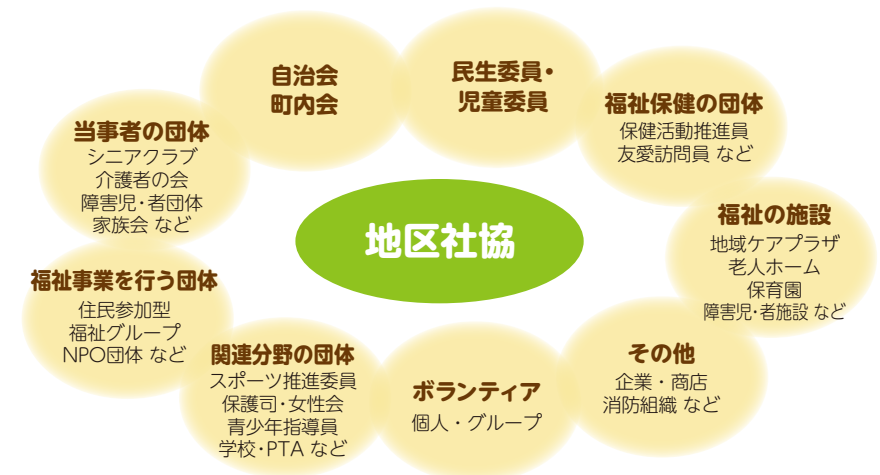 自治会
町内会
民生委員・
児童委員
福祉保健の団体
保健活動推進員
友愛訪問員 など
福祉の施設
地域ケアプラザ
老人ホーム
保育園
障害児・者施設 など
その他
企業・商店
消防組織 など
ボランティア
個人・グループ
関連分野の団体
スポーツ推進委員
保護司・女性会
青少年指導員
学校・PTA など
福祉事業を行う団体
住民参加型
福祉グループ
NPO団体 など
当事者の団体
シニアクラブ
介護者の会
障害児・者団体
家族会 など
地区社協